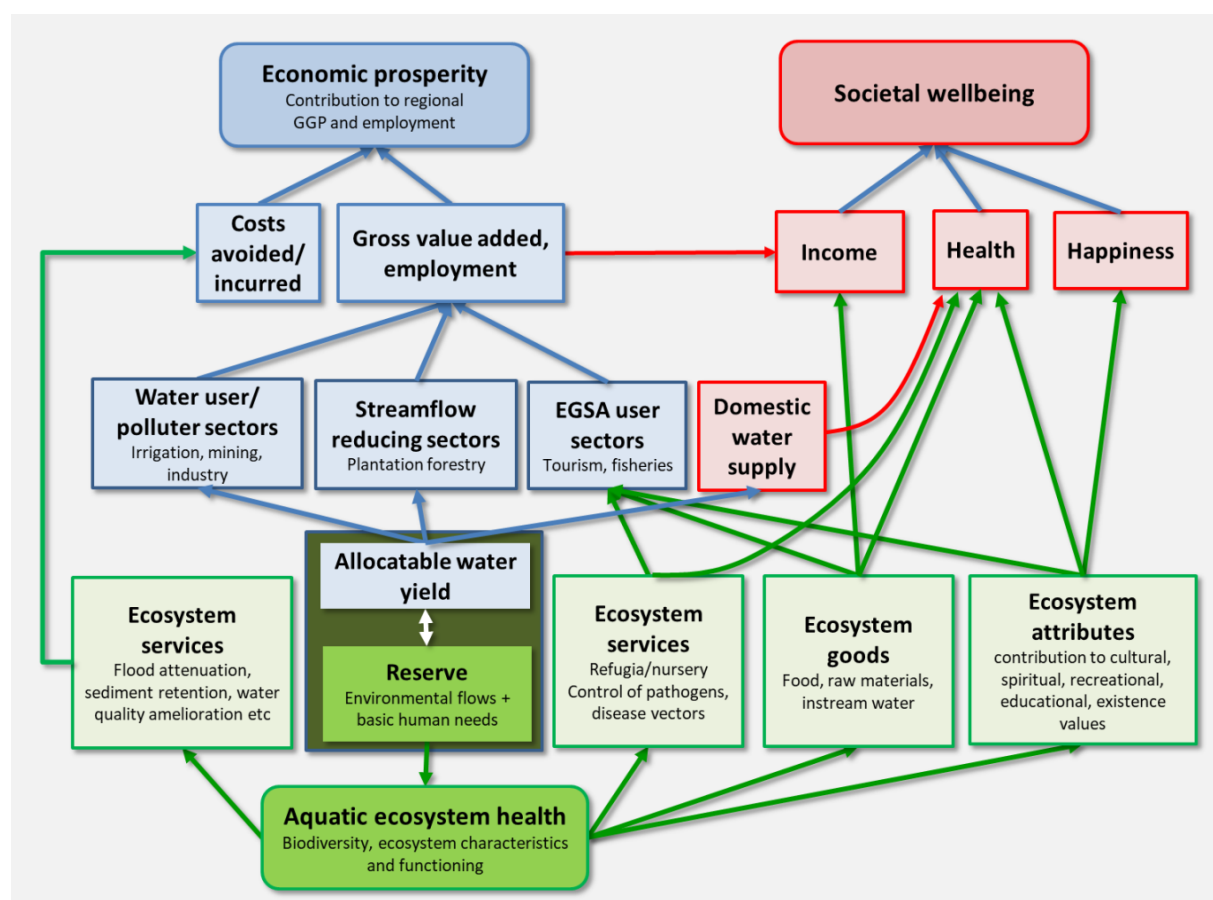 Economic prosperity
Contribution to regional
GGP and employment
Societal wellbeing
Costs
avoided/
incurred
Gross value added,
employment
Income
Health
Happiness
Water user/
polluter sectors
Irrigation, mining,
industry
Streamflow
reducing sectors
Plantation forestry
EGSA user
sectors
Tourism, fisheries
Domestic
water
supply
Allocatable water
yield
Ecosystem
services
Flood attenuation,
sediment retention, water
quality amelioration etc
Reserve
Environmental flows +
basic human needs
Ecosystem
services
Refugia/nursery
Control of pathogens,
disease vectors
Ecosystem
goods
Food, raw materials,
instream water
Ecosystem
attributes
contribution to cultural,
spiritual, recreational,
educational, existence
values
Aquatic ecosystem health
Biodiversity, ecosystem characteristics
and functioning